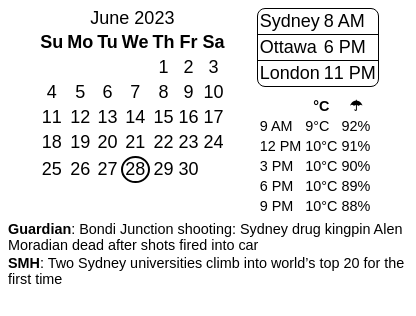 June 2023
Su Mo Tu We Th Fr Sa
1 2 3
4 5 6 7 8 9 10
11 12 13 14 15 16 17
18 19 20 21 22 23 24
25 26 27 28 29 30
Sydney 8 AM
Ottawa 6 PM
London 11 PM
°C ☂
9 AM 9°C 92%
12 PM 10°C 91%
3 PM 10°C 90%
6 PM 10°C 89%
9 PM 10°C 88%
Guardian: Bondi Junction shooting: Sydney drug kingpin Alen
Moradian dead after shots fired into car
SMH: Two Sydney universities climb into world's top 20 for the
first time